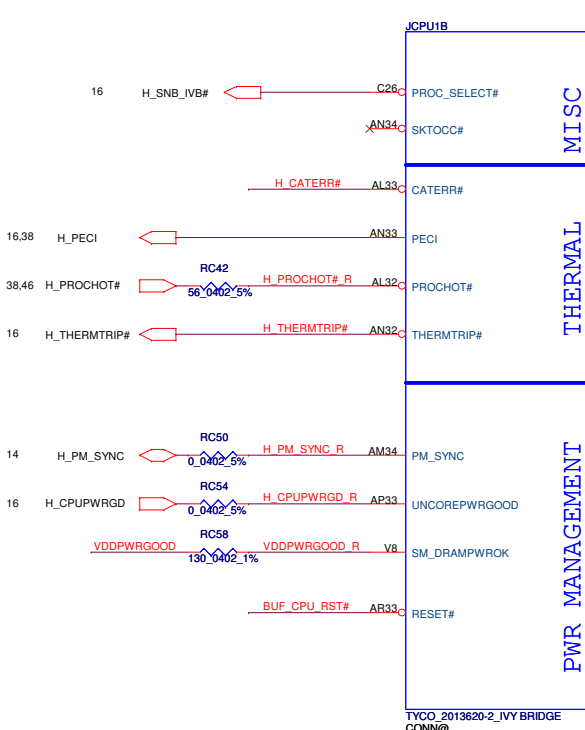 JCPU1B
16 H_SNB_IVB# C26 PROC_SELECT#
AN34 SKTOCC#
MISC
H_CATERR# AL33 CATERR#
16,38 H_PECI AN33 PECI
RC42
38,46 H_PROCHOT# H_PROCHOT#_R AL32 PROCHOT#
56_0402_5%
16 H_THERMTRIP# H_THERMTRIP# AN32 THERMTRIP#
THERMAL
RC50
14 H_PM_SYNC H_PM_SYNC_R AM34 PM_SYNC
0_0402_5%
RC54
16 H_CPUPWRGD H_CPUPWRGD_R AP33 UNCOREPWRGOOD
0_0402_5%
RC58
VDDPWRGOOD VDDPWRGOOD_R V8 SM_DRAMPWROK
130_0402_1%
BUF_CPU_RST# AR33 RESET#
PWR MANAGEMENT
TYCO_2013620-2_IVY BRIDGE
CONN@